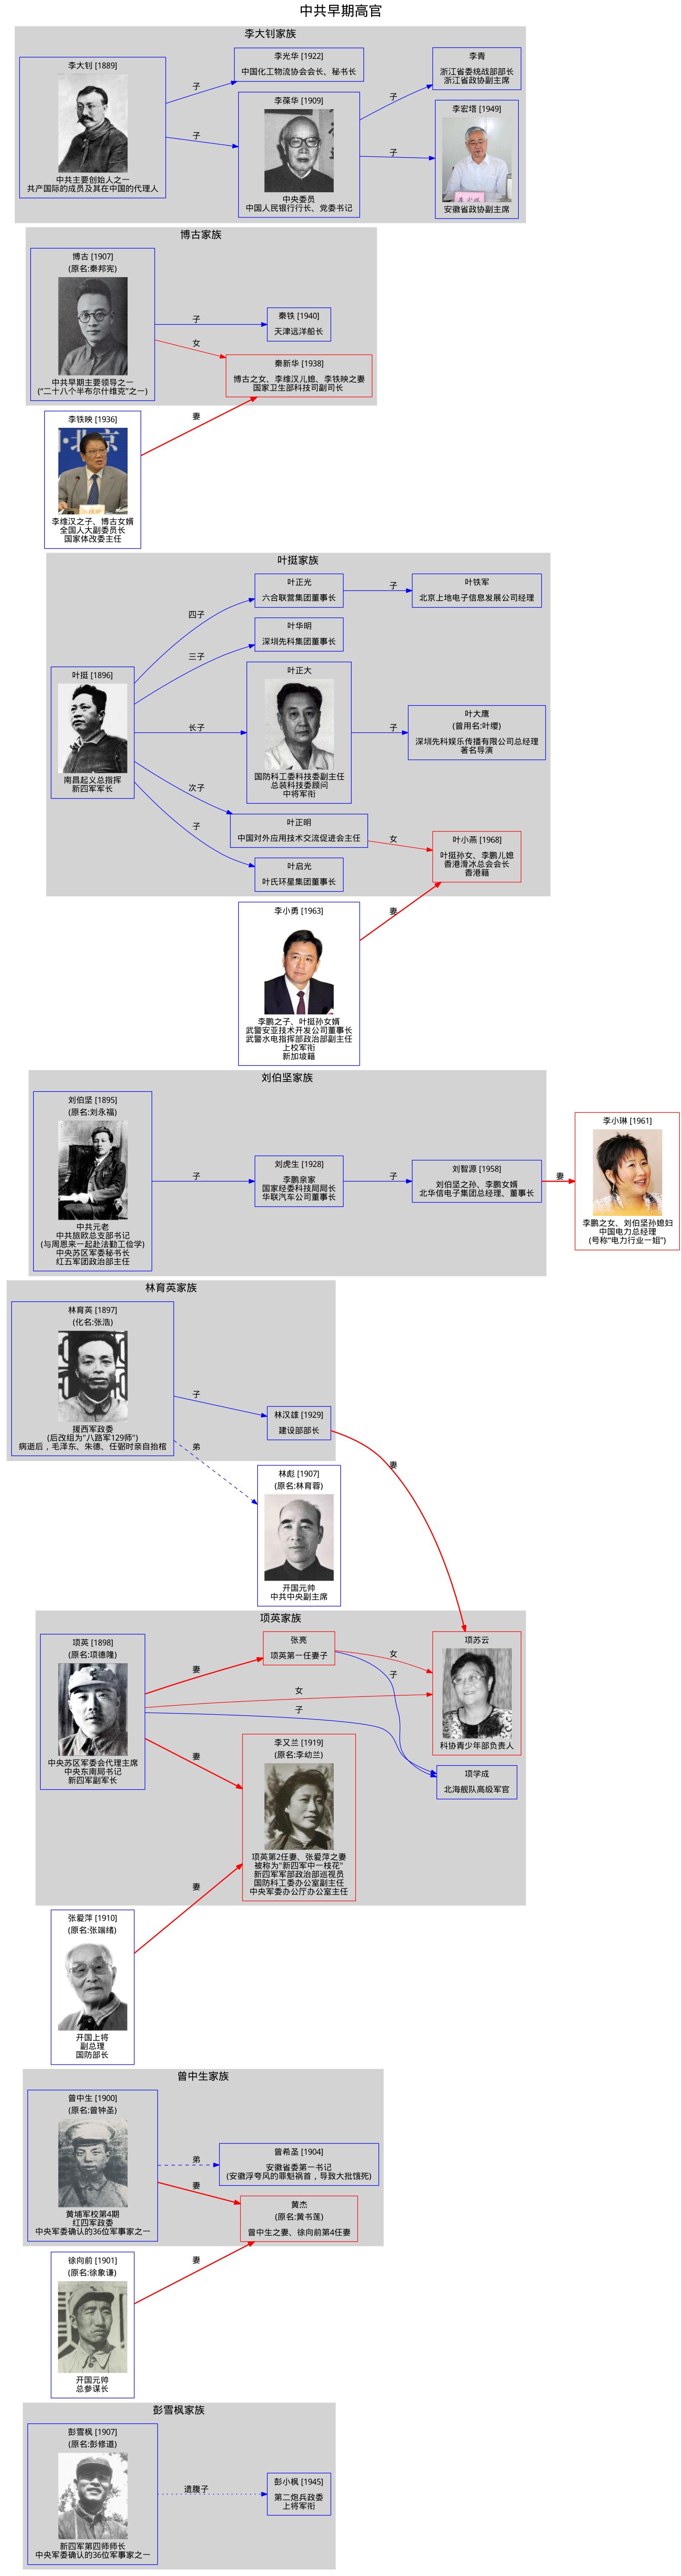 中共早期高官
李大钊家族
李大钊 [1889]
中共主要创始人之一
共产国际的成员及其在中国的代理人
子
子
李光华 [1922]
中国化工物流协会会长、秘书长
李葆华 [1909]
中央委员
中国人民银行行长、党委书记
子
子
李青
浙江省委统战部部长
浙江省政协副主席
李宏塔 [1949]
安徽省政协副主席
博古家族
博古 [1907]
(原名:秦邦宪)
中共早期主要领导之一
("二十八个半布尔什维克"之一)
子
女
秦铁 [1940]
天津远洋船长
秦新华 [1938]
博古之女、李维汉儿媳、李铁映之妻
国家卫生部科技司副司长
李铁映 [1936]
李维汉之子、博古女婿
全国人大副委员长
国家体改委主任
妻
叶挺家族
叶挺 [1896]
南昌起义总指挥
新四军军长
四子
三子
长子
次子
子
叶正光
六合联营集团董事长
子
叶铁军
北京上地电子信息发展公司经理
叶华明
深圳先科集团董事长
叶正大
国防科工委科技委副主任
总装科技委顾问
中将军衔
子
叶大鹰
(曾用名:叶缨)
深圳先科娱乐传播有限公司总经理
著名导演
叶正明
中国对外应用技术交流促进会主任
女
叶小燕 [1968]
叶挺孙女、李鹏儿媳
香港滑冰总会会长
香港籍
叶启光
叶氏环星集团董事长
李小勇 [1963]
李鹏之子、叶挺孙女婿
武警安亚技术开发公司董事长
武警水电指挥部政治部副主任
上校军衔
新加坡籍
妻
刘伯坚家族
刘伯坚 [1895]
(原名:刘永福)
中共元老
中共旅欧总支部书记
(与周恩来一起赴法勤工俭学)
中央苏区军委秘书长
红五军团政治部主任
子
刘虎生 [1928]
李鹏亲家
国家经委科技局局长
华联汽车公司董事长
子
刘智源 [1958]
刘伯坚之孙、李鹏女婿
北华信电子集团总经理、董事长
妻
李小琳 [1961]
李鹏之女、刘伯坚孙媳妇
中国电力总经理
(号称"电力行业一姐")
林育英家族
林育英 [1897]
(化名:张浩)
援西军政委
(后改组为"八路军129师")
病逝后，毛泽东、朱德、任弼时亲自抬棺
子
弟
林汉雄 [1929]
建设部部长
妻
林彪 [1907]
(原名:林育蓉)
开国元帅
中共中央副主席
项英家族
项英 [1898]
(原名:项德隆)
中央苏区军委会代理主席
中央东南局书记
新四军副军长
妻
女
子
妻
张亮
项英第一任妻子
女
子
项苏云
科协青少年部负责人
李又兰 [1919]
(原名:李幼兰)
项英第2任妻、张爱萍之妻
被称为"新四军中一枝花"
新四军军部政治部巡视员
国防科工委办公室副主任
中央军委办公厅办公室主任
项学成
北海舰队高级军官
张爱萍 [1910]
(原名:张端绪)
开国上将
副总理
国防部长
妻
曾中生家族
曾中生 [1900]
(原名:曾钟圣)
黄埔军校第4期
红四军政委
中央军委确认的36位军事家之一
弟
妻
曾希圣 [1904]
安徽省委第一书记
(安徽浮夸风的罪魁祸首，导致大批饿死)
黄杰
(原名:黄书莲)
曾中生之妻、徐向前第4任妻
徐向前 [1901]
(原名:徐象谦)
开国元帅
总参谋长
妻
彭雪枫家族
彭雪枫 [1907]
(原名:彭修道)
新四军第四师师长
中央军委确认的36位军事家之一
遗腹子
彭小枫 [1945]
第二炮兵政委
上将军衔